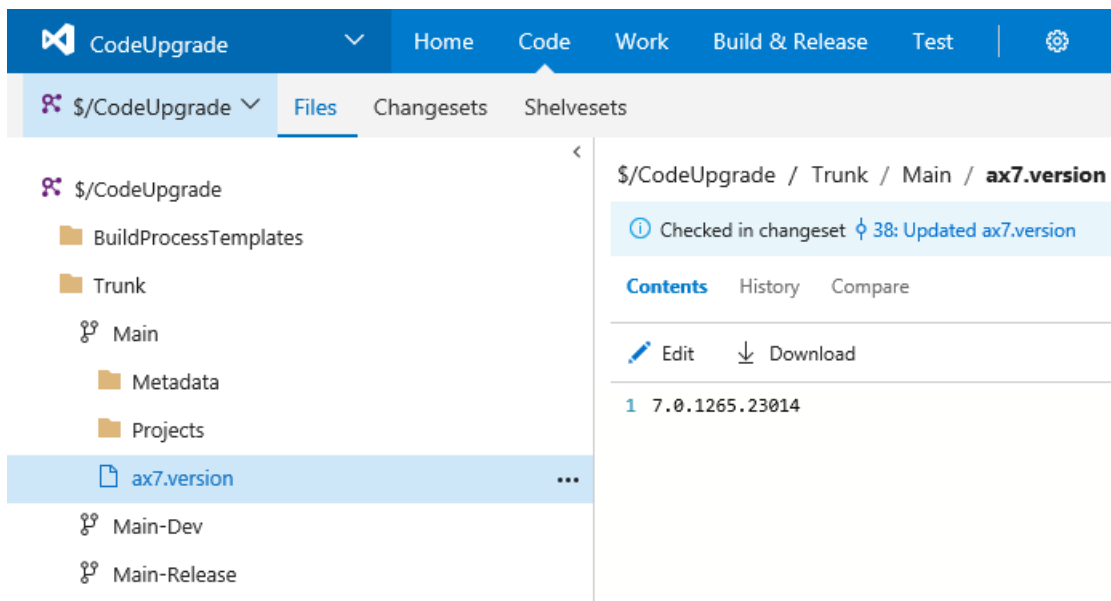 CodeUpgrade Home Code Work Build & Release Test
$/CodeUpgrade Files Changesets Shelvesets
$/CodeUpgrade
BuildProcessTemplates
Trunk
Main
Metadata
Projects
ax7.version
Main-Dev
Main-Release
$/CodeUpgrade / Trunk / Main / ax7.version
Checked in changeset 38: Updated ax7.version
Contents History Compare
Edit Download
1 7.0.1265.23014